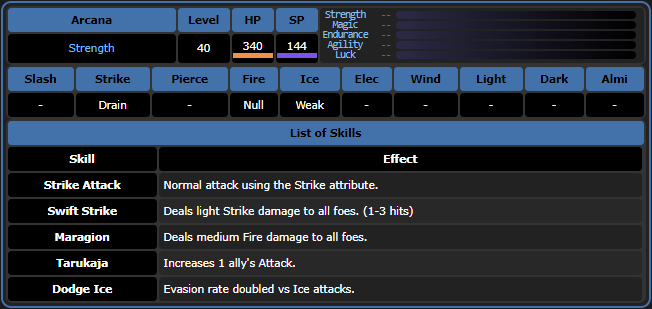 Arcana Level HP SP
Strength 40 340 144
Strength --
Magic --
Endurance --
Agility --
Luck --
Slash Strike Pierce Fire Ice Elec Wind Light Dark Almi
- Drain - Null Weak - - - - -
List of Skills
Skill Effect
Strike Attack Normal attack using the Strike attribute.
Swift Strike Deals light Strike damage to all foes. (1-3 hits)
Maragion Deals medium Fire damage to all foes.
Tarukaja Increases 1 ally's Attack.
Dodge Ice Evasion rate doubled vs Ice attacks.